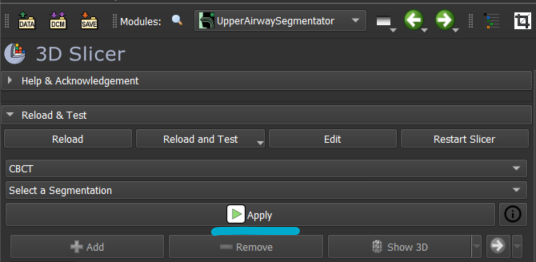 DATA DCM SAVE Modules: UpperAirwaySegmentator
3D Slicer
Help & Acknowledgement
Reload & Test
Reload Reload and Test Edit Restart Slicer
CBCT
Select a Segmentation
Apply
Add Remove Show 3D